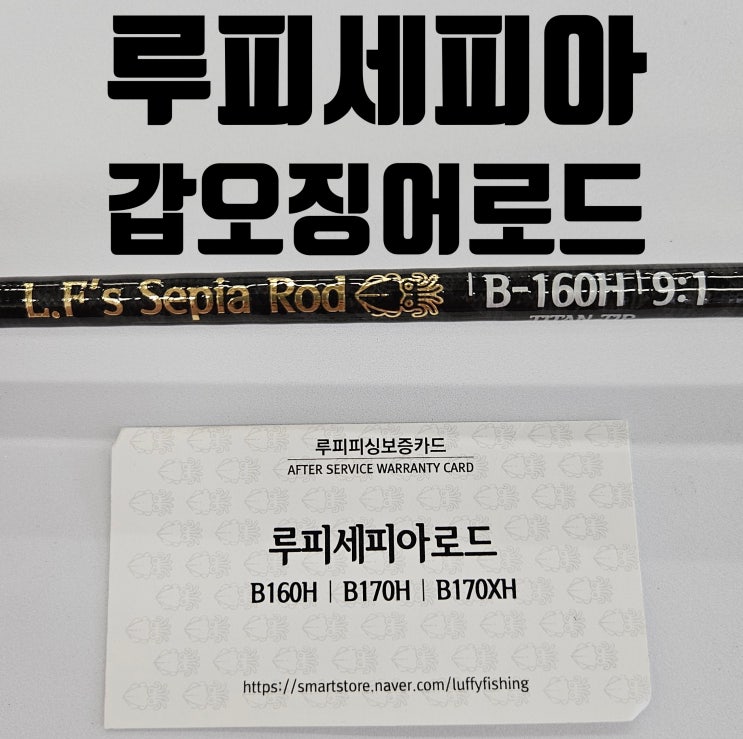 루피세피아
갑오징어로드
L.F's Sepia Rod B-160H 9:1
TITAN TIP
루피피싱보증카드
AFTER SERVICE WARRANTY CARD
루피세피아로드
B160H | B170H | B170XH
https://smartstore.naver.com/luffyfishing